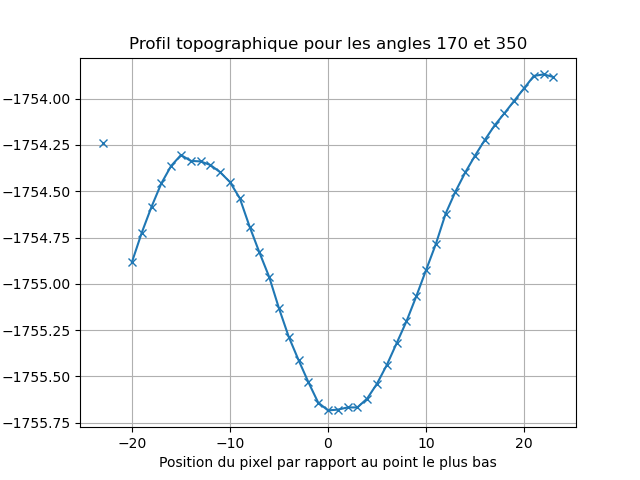 Profil topographique pour les angles 170 et 350
−1754.00
−1754.25
−1754.50
−1754.75
−1755.00
−1755.25
−1755.50
−1755.75
−20 −10 0 10 20
Position du pixel par rapport au point le plus bas